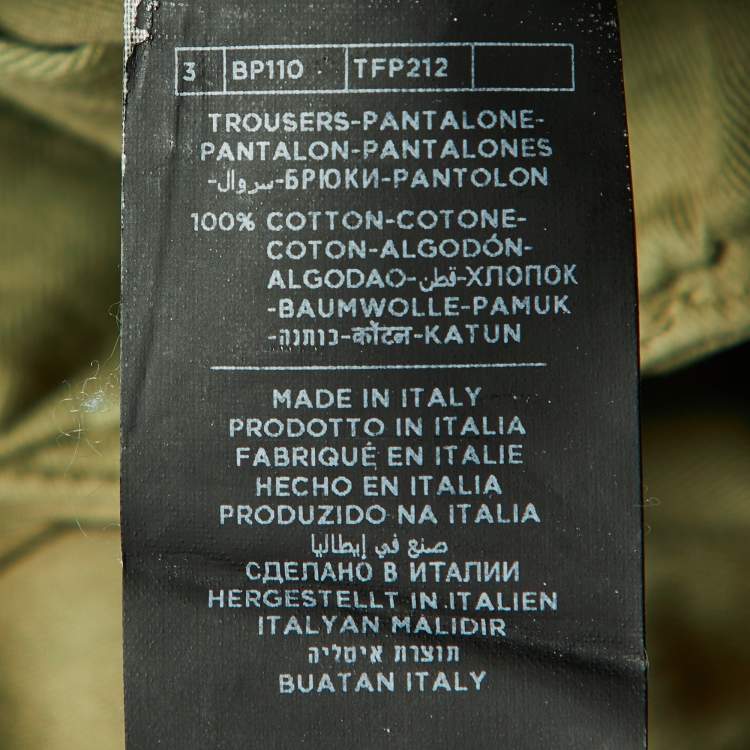 3 BP110 TFP212
TROUSERS-PANTALONE-
PANTALON-PANTALONES
-سروال-БРЮКИ-PANTOLON
100% COTTON-COTONE-
COTON-ALGODÓN-
ALGODAO-قطن-ХЛОПОК
-BAUMWOLLE-PAMUK
-כותנה-कॉटन-KATUN
MADE IN ITALY
PRODOTTO IN ITALIA
FABRIQUÉ EN ITALIE
HECHO EN ITALIA
PRODUZIDO NA ITALIA
صنع في إيطاليا
СДЕЛАНО В ИТАЛИИ
HERGESTELLT IN ITALIEN
ITALYAN MALIDIR
תוצרת איטליה
BUATAN ITALY